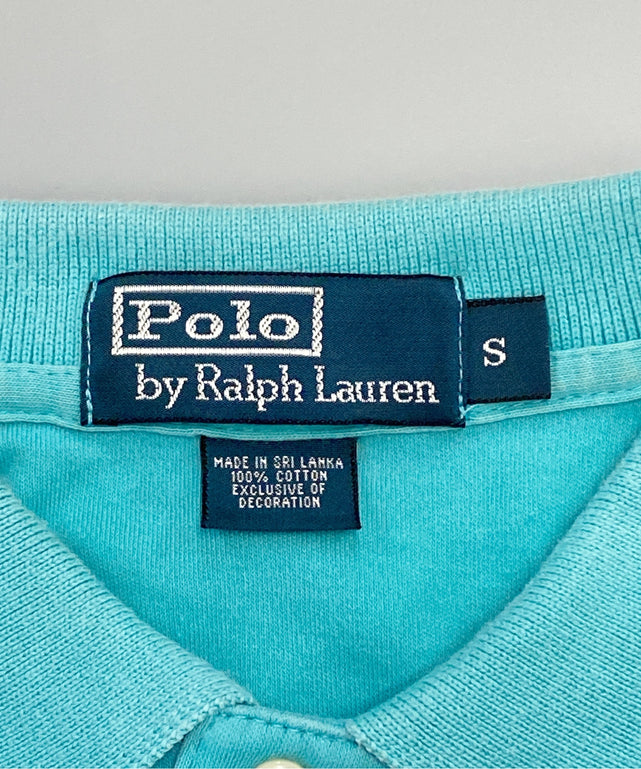 Polo
by Ralph Lauren
S
MADE IN SRI LANKA
100% COTTON
EXCLUSIVE OF
DECORATION